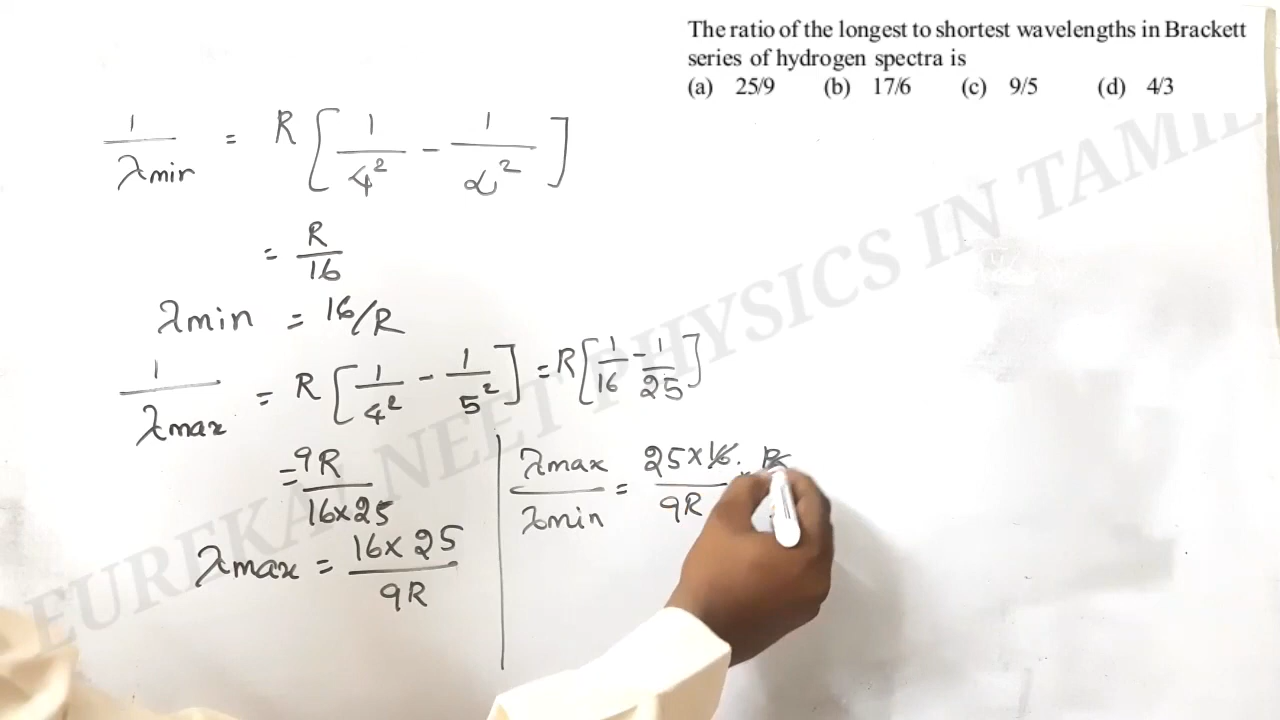 The ratio of the longest to shortest wavelengths in Brackett
series of hydrogen spectra is
(a) 25/9 (b) 17/6 (c) 9/5 (d) 4/3
1/λmin = R[1/4² - 1/α²]
= R/16
λmin = 16/R
1/λmax = R[1/4² - 1/5²] = R[1/16 - 1/25]
= 9R/16×25
λmax = 16×25/9R
λmax/λmin = 25×16/9R × R
EUREKA NEET PHYSICS IN TAMIL